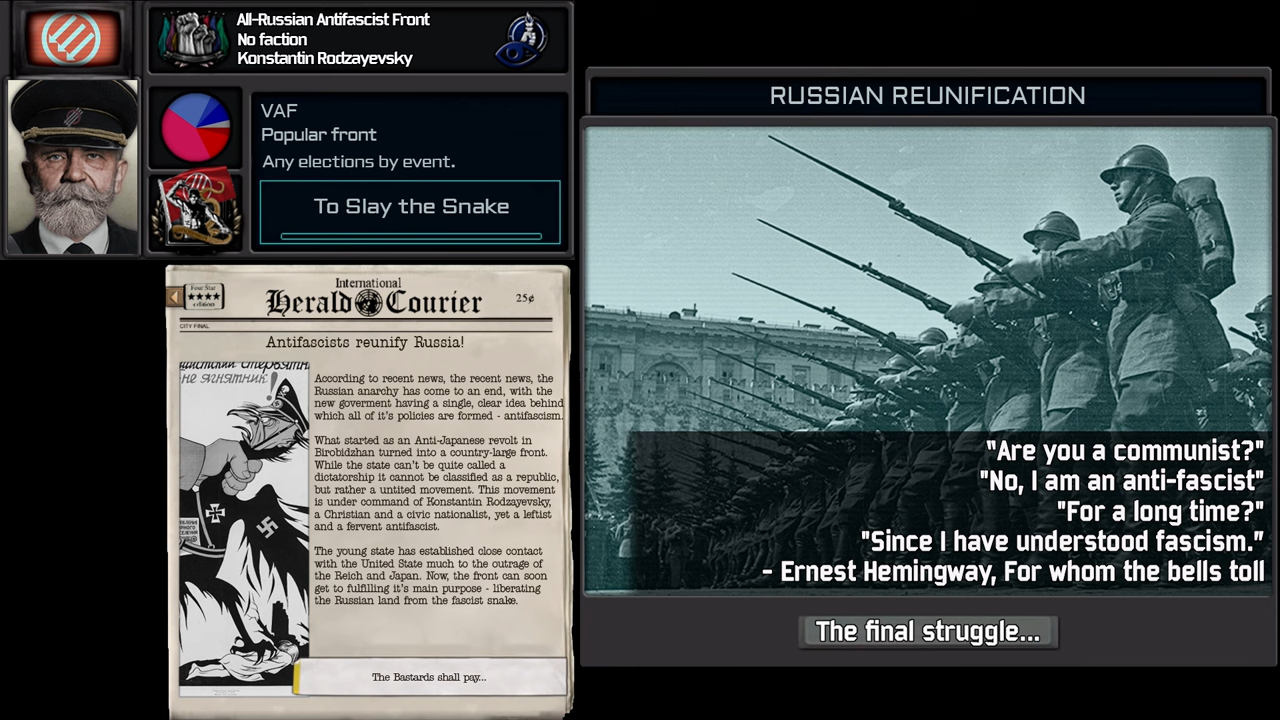 All-Russian Antifascist Front
No faction
Konstantin Rodzayevsky
VAF
Popular front
Any elections by event.
To Slay the Snake
Four Star
★★★★
edition
International
Herald Courier
25¢
CITY FINAL
Antifascists reunify Russia!
не ягнятник!
According to recent news, the recent news, the
Russian anarchy has come to an end, with the
new goverment having a single, clear idea behind
which all of it's policies are formed - antifascism.
What started as an Anti-Japanese revolt in
Birobidzhan turned into a country-large front.
While the state can't be quite called a
dictatorship it cannot be classified as a republic,
but rather a untited movement. This movement
is under command of Konstantin Rodzayevsky,
a Christian and a civic nationalist, yet a leftist
and a fervent antifascist.
The young state has established close contact
with the United State much to the outrage of
the Reich and Japan. Now, the front can soon
get to fulfilling it's main purpose - liberating
the Russian land from the fascist snake.
The Bastards shall pay...
RUSSIAN REUNIFICATION
"Are you a communist?"
"No, I am an anti-fascist"
"For a long time?"
"Since I have understood fascism."
- Ernest Hemingway, For whom the bells toll
The final struggle...